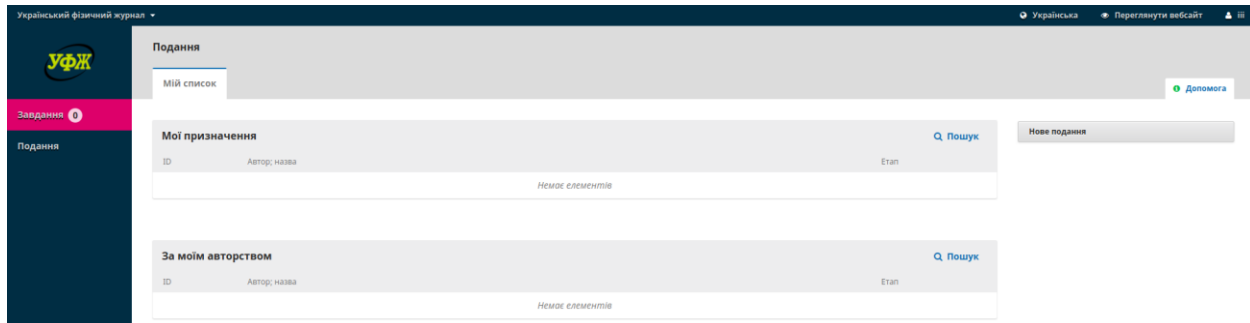 Український фізичний журнал
Українська
Переглянути вебсайт
iii
УФЖ
Подання
Мій список
Допомога
Завдання 0
Подання
Мої призначення
Пошук
Нове подання
ID Автор; назва Етап
Немає елементів
За моїм авторством
Пошук
ID Автор; назва Етап
Немає елементів